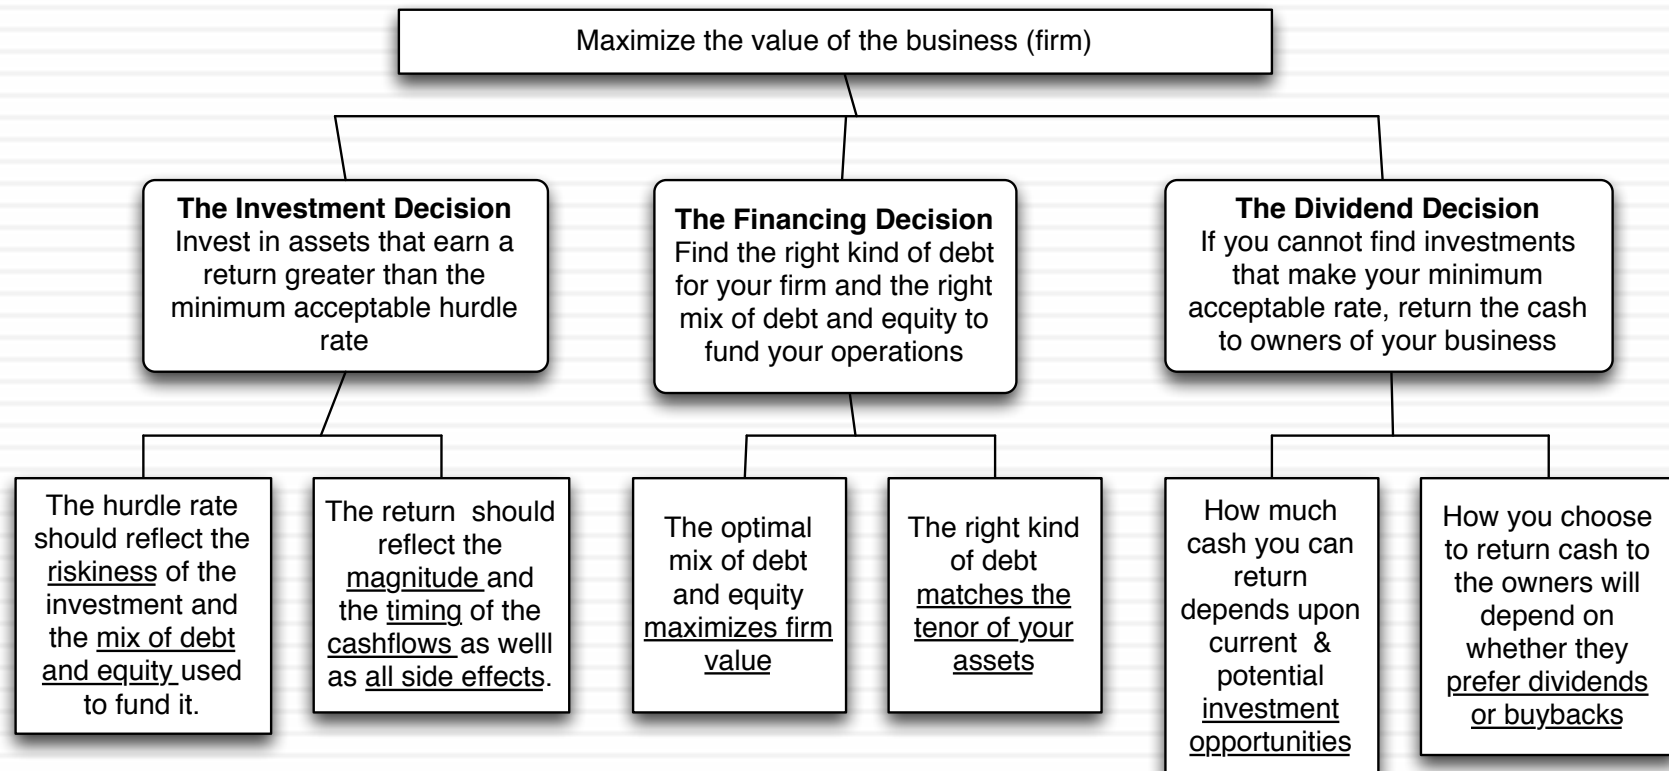 Maximize the value of the business (firm)
The Investment Decision
Invest in assets that earn a
return greater than the
minimum acceptable hurdle
rate
The Financing Decision
Find the right kind of debt
for your firm and the right
mix of debt and equity to
fund your operations
The Dividend Decision
If you cannot find investments
that make your minimum
acceptable rate, return the cash
to owners of your business
The hurdle rate
should reflect the
riskiness of the
investment and
the mix of debt
and equity used
to fund it.
The return  should
reflect the
magnitude and
the timing of the
cashflows as welll
as all side effects.
The optimal
mix of debt
and equity
maximizes firm
value
The right kind
of debt
matches the
tenor of your
assets
How much
cash you can
return
depends upon
current  &
potential
investment
opportunities
How you choose
to return cash to
the owners will
depend on
whether they
prefer dividends
or buybacks